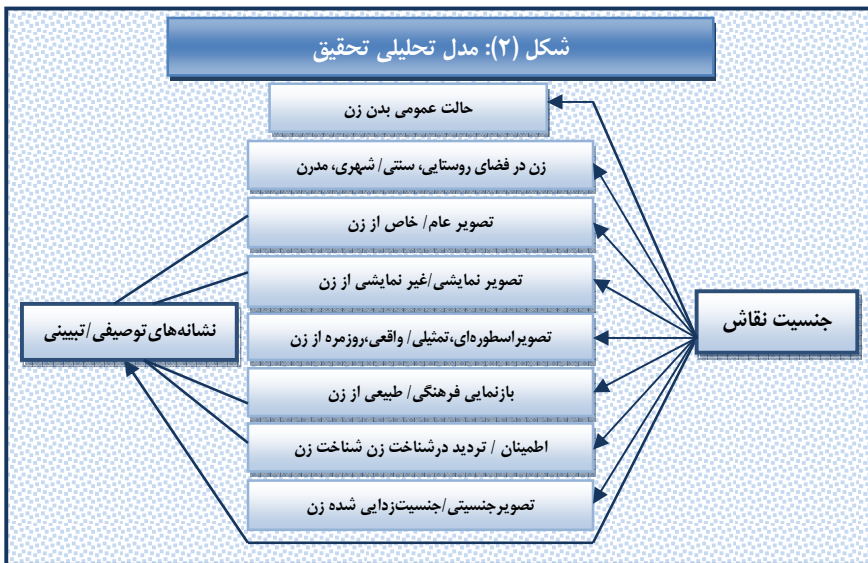 شکل (۲): مدل تحلیلی تحقیق
حالت عمومی بدن زن
زن در فضای روستایی، سنتی/ شهری، مدرن
تصویر عام/ خاص از زن
تصویر نمایشی/غیر نمایشی از زن
تصویراسطوره‌ای،تمثیلی/ واقعی،روزمره از زن
بازنمایی فرهنگی/ طبیعی از زن
اطمینان / تردید درشناخت زن شناخت زن
تصویرجنسیتی/جنسیت‌زدایی شده زن
جنسیت نقاش
نشانه‌های توصیفی/تبیینی